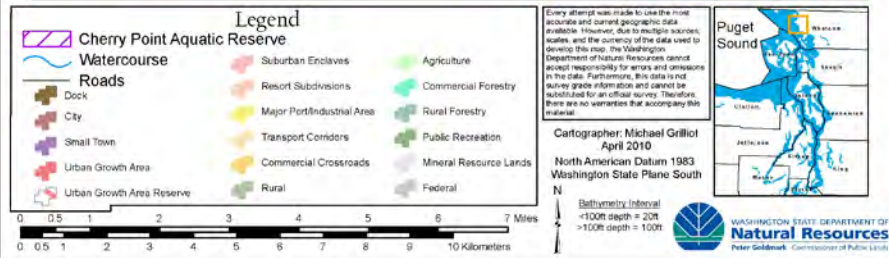 Legend
Cherry Point Aquatic Reserve
Watercourse
Roads
Dock
City
Small Town
Urban Growth Area
Urban Growth Area Reserve
Suburban Enclaves
Resort Subdivisions
Major Port/Industrial Area
Transport Corridors
Commercial Crossroads
Rural
Agriculture
Commercial Forestry
Rural Forestry
Public Recreation
Mineral Resource Lands
Federal
0 0.5 1 2 3 4 5 6 7 Miles
0 0.5 1 2 3 4 5 6 7 8 9 10 Kilometers
Every attempt was made to use the most
accurate and current geographic data
available. However, due to multiple sources,
scales, and the currency of the data used to
develop this map, the Washington
Department of Natural Resources cannot
accept responsibility for errors and omissions
in the data. Furthermore, this data is not
survey grade information and cannot be
substituted for an official survey. Therefore,
there are no warranties that accompany this
material.
Cartographer: Michael Grilliot
April 2010
North American Datum 1983
Washington State Plane South
N
Bathymetry Interval
<100ft depth = 20ft
>100ft depth = 100ft
Puget
Sound
Whatcom
Skagit
Clallam
Snohomish
Jefferson
Kitsap
King
Mason
WASHINGTON STATE DEPARTMENT OF
Natural Resources
Peter Goldmark - Commissioner of Public Lands